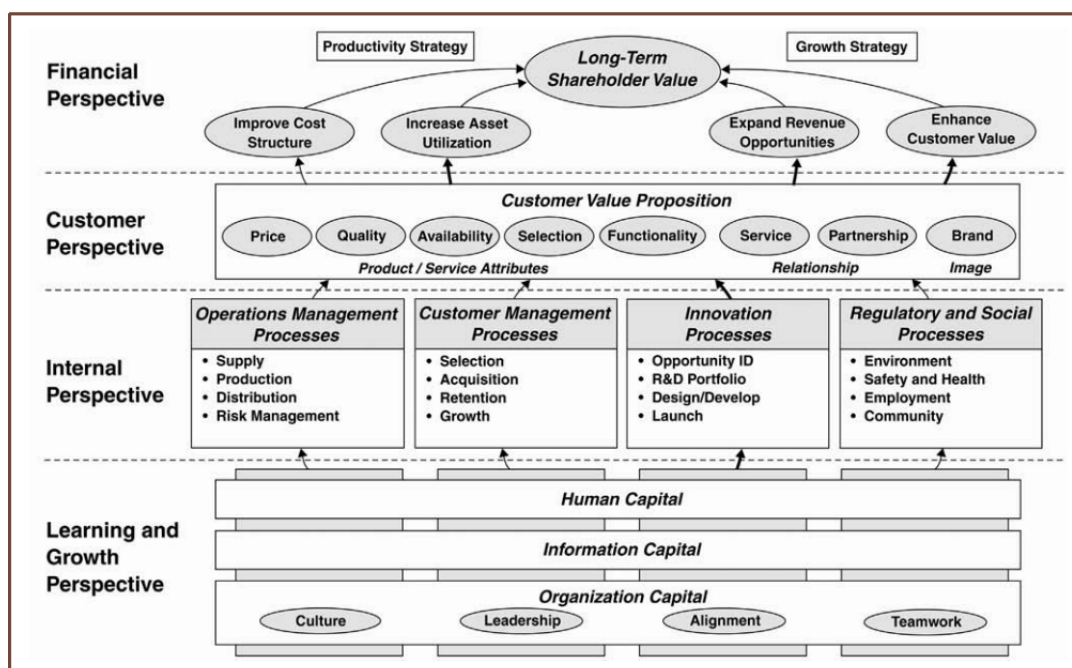 Productivity Strategy
Growth Strategy
Financial
Perspective
Long-Term
Shareholder Value
Improve Cost
Structure
Increase Asset
Utilization
Expand Revenue
Opportunities
Enhance
Customer Value
Customer
Perspective
Customer Value Proposition
Price
Quality
Availability
Selection
Functionality
Service
Partnership
Brand
Product / Service Attributes
Relationship
Image
Internal
Perspective
Operations Management
Processes
• Supply
• Production
• Distribution
• Risk Management
Customer Management
Processes
• Selection
• Acquisition
• Retention
• Growth
Innovation
Processes
• Opportunity ID
• R&D Portfolio
• Design/Develop
• Launch
Regulatory and Social
Processes
• Environment
• Safety and Health
• Employment
• Community
Learning and
Growth
Perspective
Human Capital
Information Capital
Organization Capital
Culture
Leadership
Alignment
Teamwork